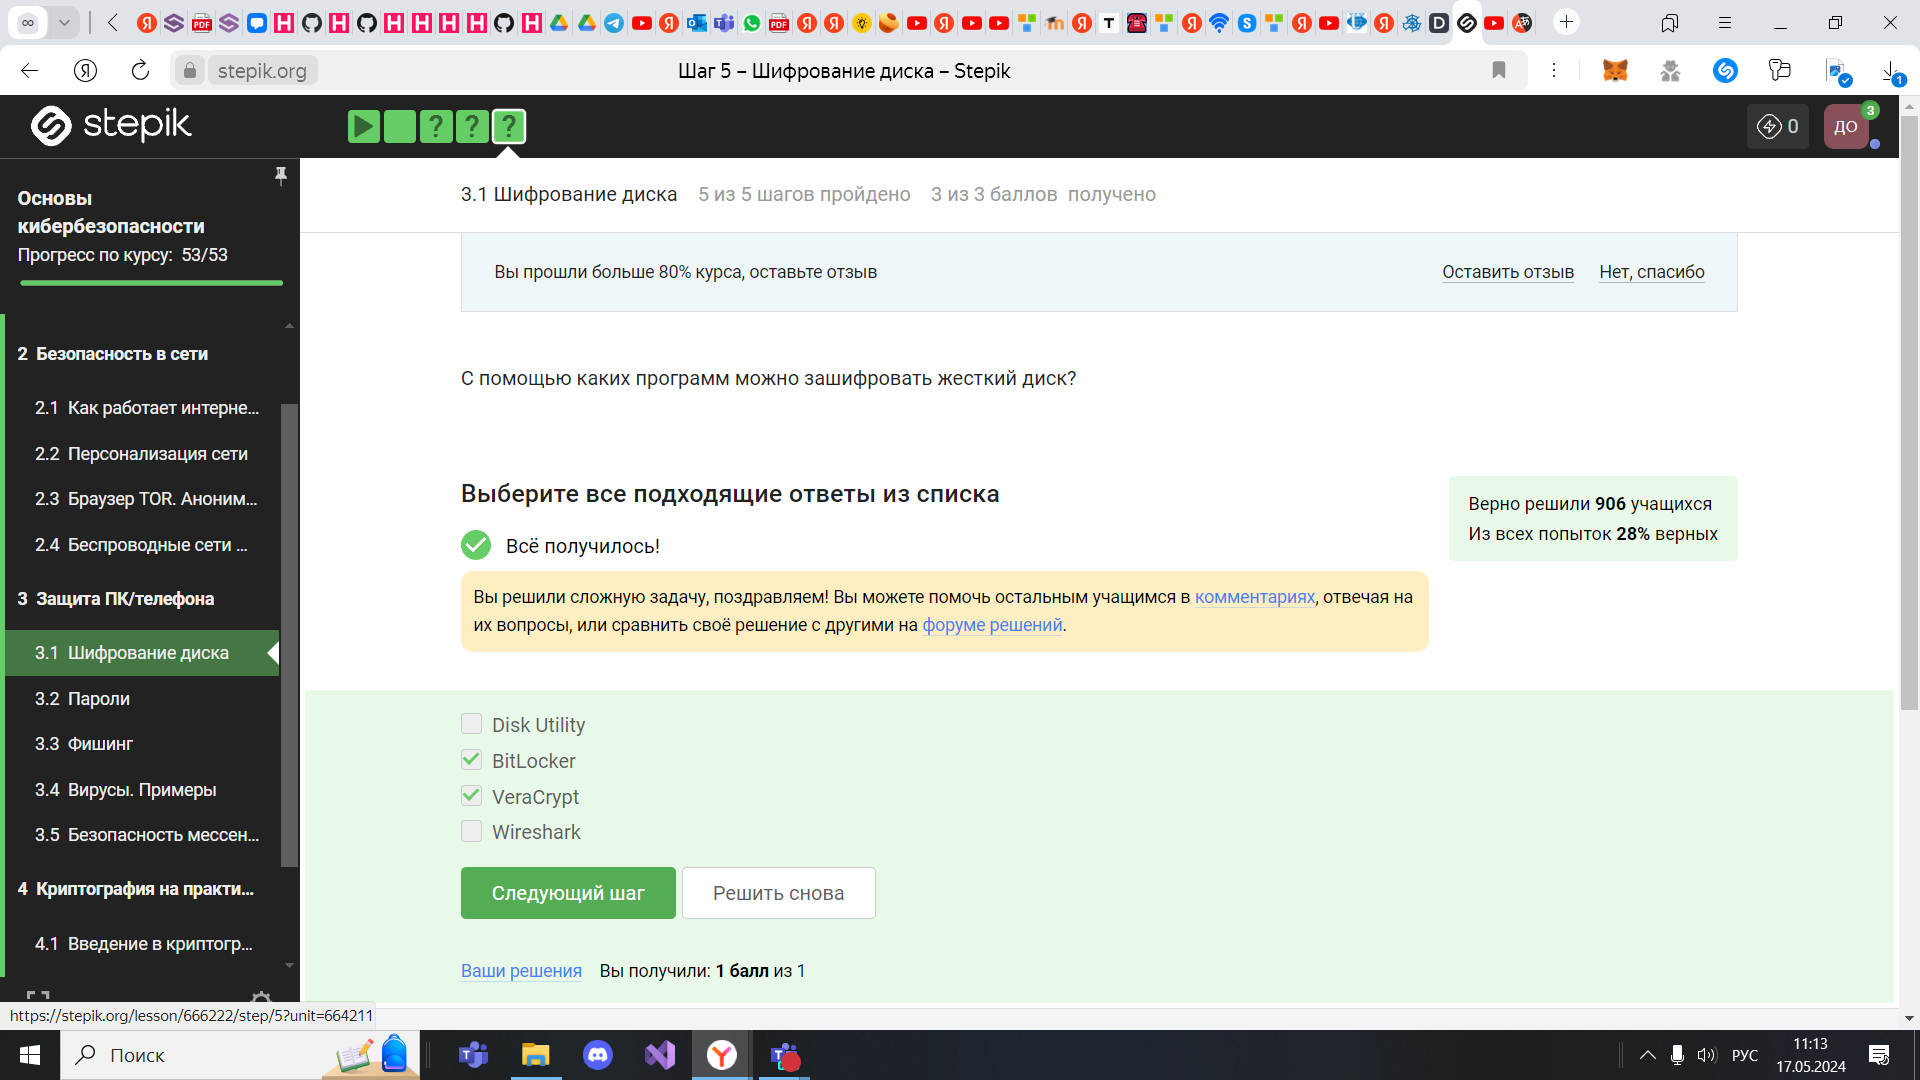 stepik.org
Шаг 5 – Шифрование диска – Stepik
1
stepik
? ? ?
0
ДО
3
Основы
кибербезопасности
Прогресс по курсу: 53/53
2 Безопасность в сети
2.1 Как работает интерне...
2.2 Персонализация сети
2.3 Браузер TOR. Аноним...
2.4 Беспроводные сети ...
3 Защита ПК/телефона
3.1 Шифрование диска
3.2 Пароли
3.3 Фишинг
3.4 Вирусы. Примеры
3.5 Безопасность мессен...
4 Криптография на практи...
4.1 Введение в криптогр...
3.1 Шифрование диска 5 из 5 шагов пройдено 3 из 3 баллов получено
Вы прошли больше 80% курса, оставьте отзыв
Оставить отзыв Нет, спасибо
С помощью каких программ можно зашифровать жесткий диск?
Выберите все подходящие ответы из списка
Верно решили 906 учащихся
Из всех попыток 28% верных
Всё получилось!
Вы решили сложную задачу, поздравляем! Вы можете помочь остальным учащимся в комментариях, отвечая на
их вопросы, или сравнить своё решение с другими на форуме решений.
Disk Utility
BitLocker
VeraCrypt
Wireshark
Следующий шаг
Решить снова
Ваши решения Вы получили: 1 балл из 1
https://stepik.org/lesson/666222/step/5?unit=664211
Поиск
РУС
11:13
17.05.2024